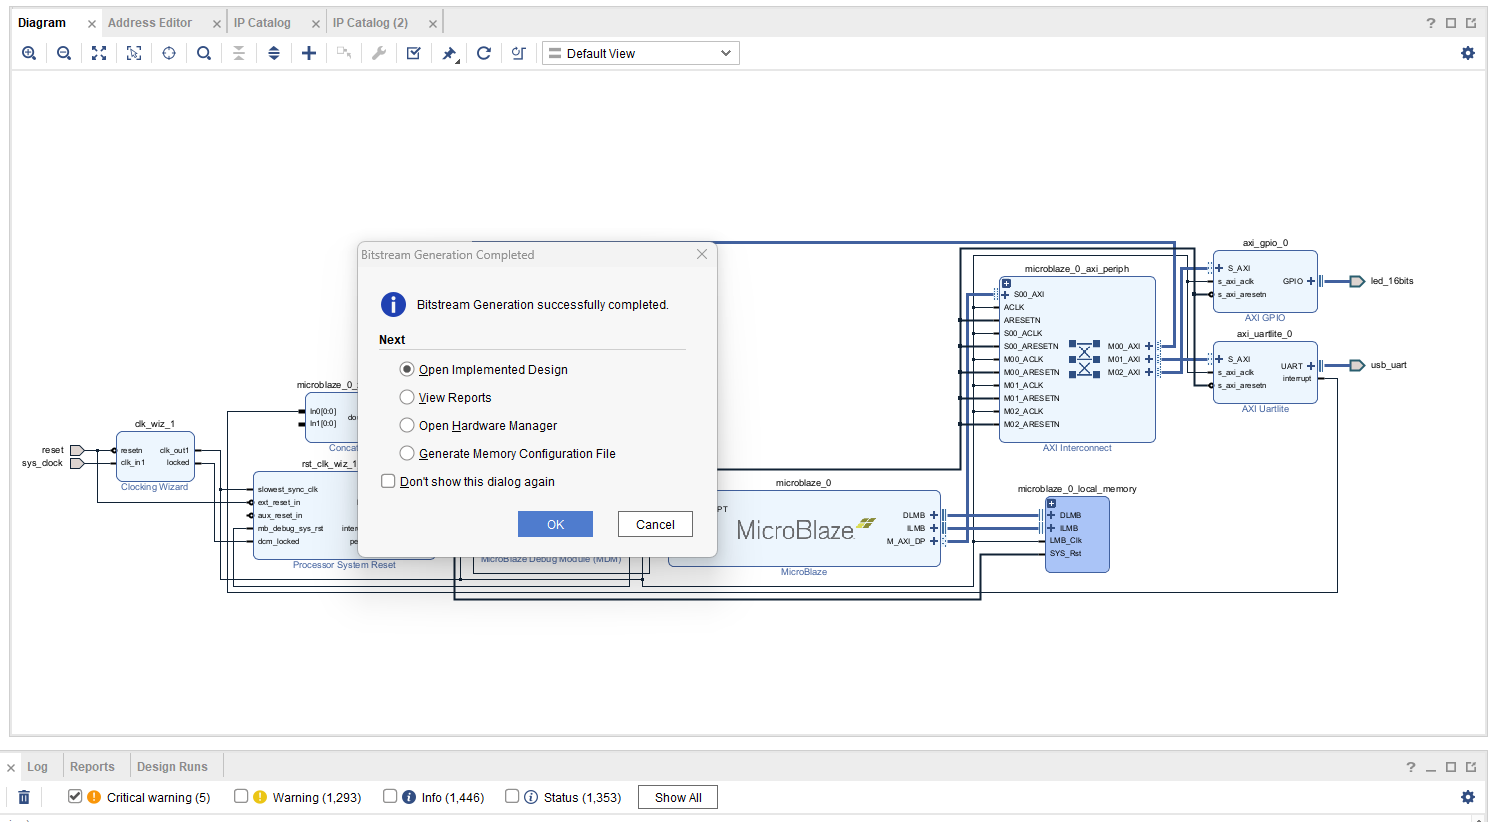 Diagram
Address Editor
IP Catalog
IP Catalog (2)
Default View
Bitstream Generation Completed
Bitstream Generation successfully completed.
Next
Open Implemented Design
View Reports
Open Hardware Manager
Generate Memory Configuration File
Don't show this dialog again
OK
Cancel
reset
sys_clock
clk_wiz_1
resetn
clk_in1
clk_out1
locked
Clocking Wizard
microblaze_0_
In0[0:0]
In1[0:0]
Concat
rst_clk_wiz_1
slowest_sync_clk
ext_reset_in
aux_reset_in
mb_debug_sys_rst
dcm_locked
Processor System Reset
MicroBlaze Debug Module (MDM)
microblaze_0
PT
MicroBlaze
DLMB
ILMB
M_AXI_DP
MicroBlaze
microblaze_0_axi_periph
S00_AXI
ACLK
ARESETN
S00_ACLK
S00_ARESETN
M00_ACLK
M00_ARESETN
M01_ACLK
M01_ARESETN
M02_ACLK
M02_ARESETN
M00_AXI
M01_AXI
M02_AXI
AXI Interconnect
microblaze_0_local_memory
DLMB
ILMB
LMB_Clk
SYS_Rst
axi_gpio_0
S_AXI
s_axi_aclk
s_axi_aresetn
GPIO
AXI GPIO
led_16bits
axi_uartlite_0
S_AXI
s_axi_aclk
s_axi_aresetn
UART
interrupt
AXI Uartlite
usb_uart
Log
Reports
Design Runs
Critical warning (5)
Warning (1,293)
Info (1,446)
Status (1,353)
Show All